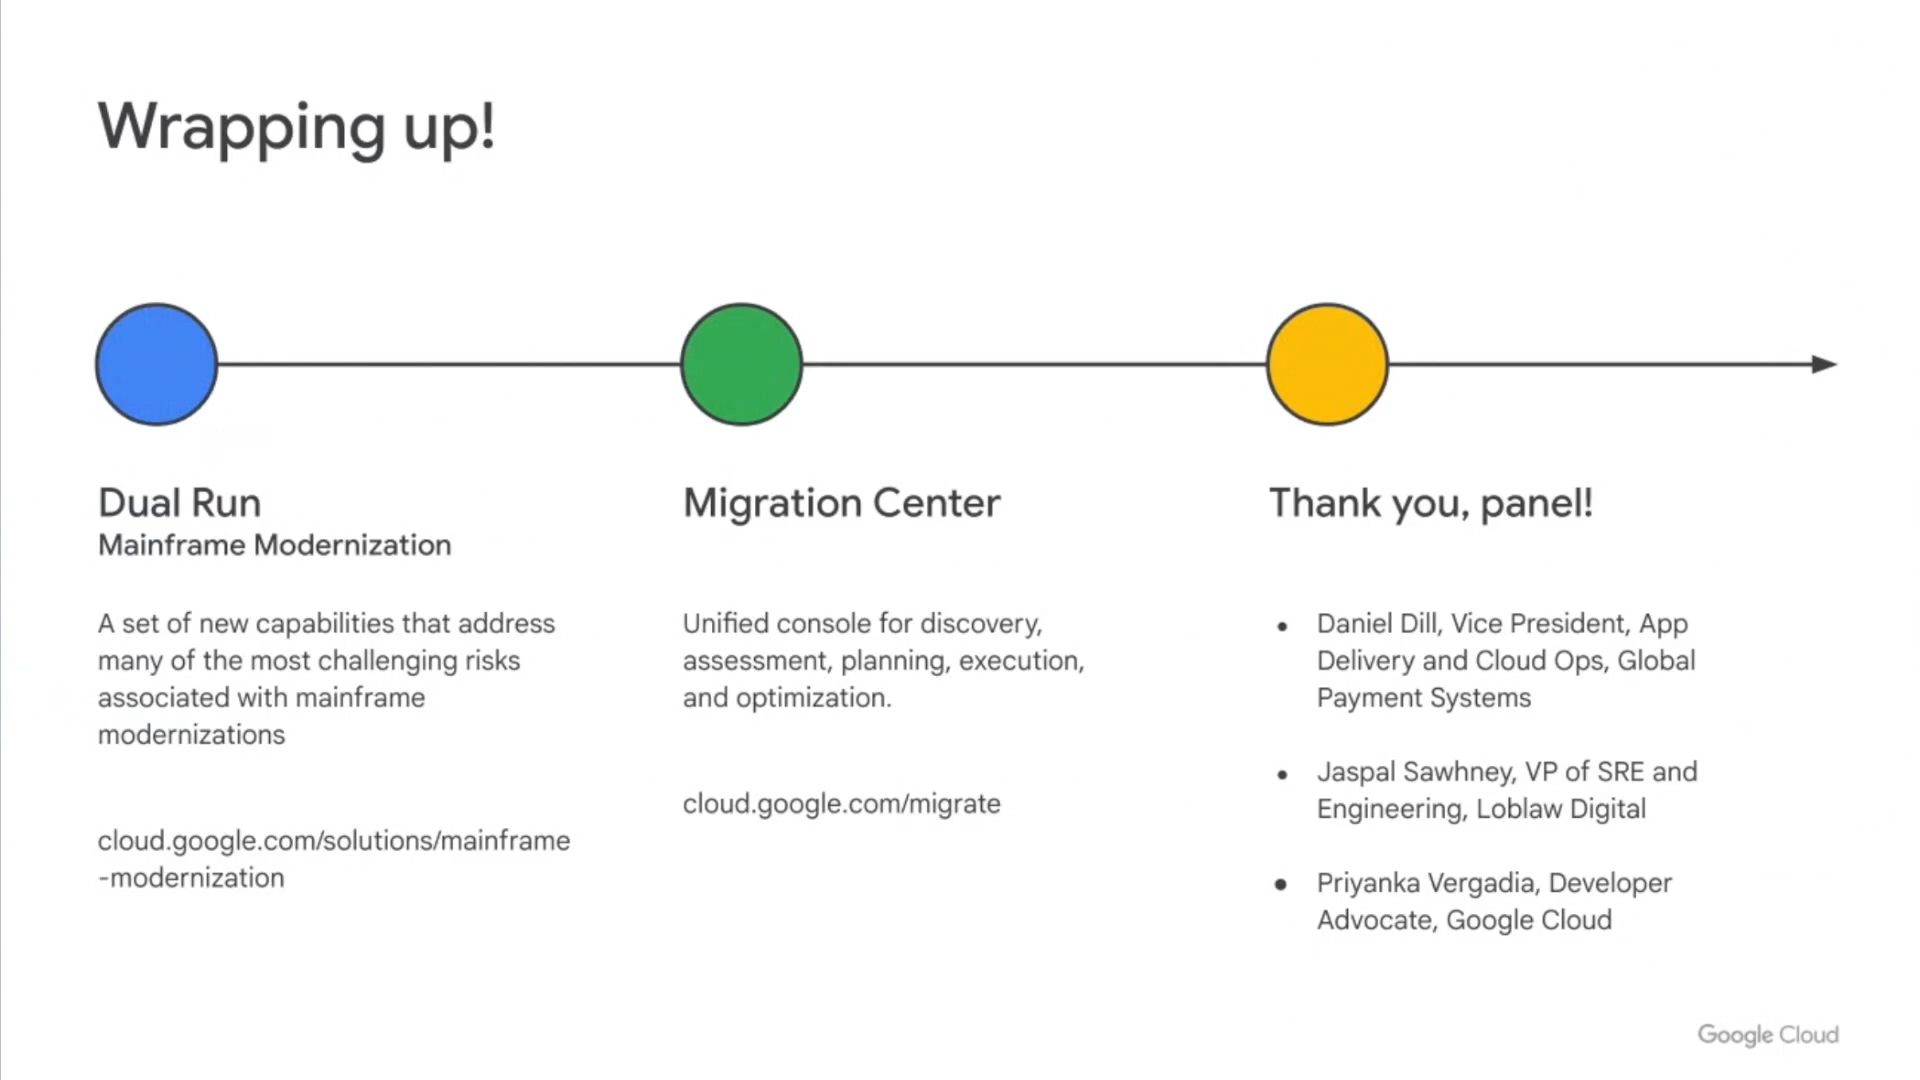 Wrapping up!
Dual Run
Mainframe Modernization
A set of new capabilities that address
many of the most challenging risks
associated with mainframe
modernizations
cloud.google.com/solutions/mainframe
-modernization
Migration Center
Unified console for discovery,
assessment, planning, execution,
and optimization.
cloud.google.com/migrate
Thank you, panel!
● Daniel Dill, Vice President, App
Delivery and Cloud Ops, Global
Payment Systems
● Jaspal Sawhney, VP of SRE and
Engineering, Loblaw Digital
● Priyanka Vergadia, Developer
Advocate, Google Cloud
Google Cloud